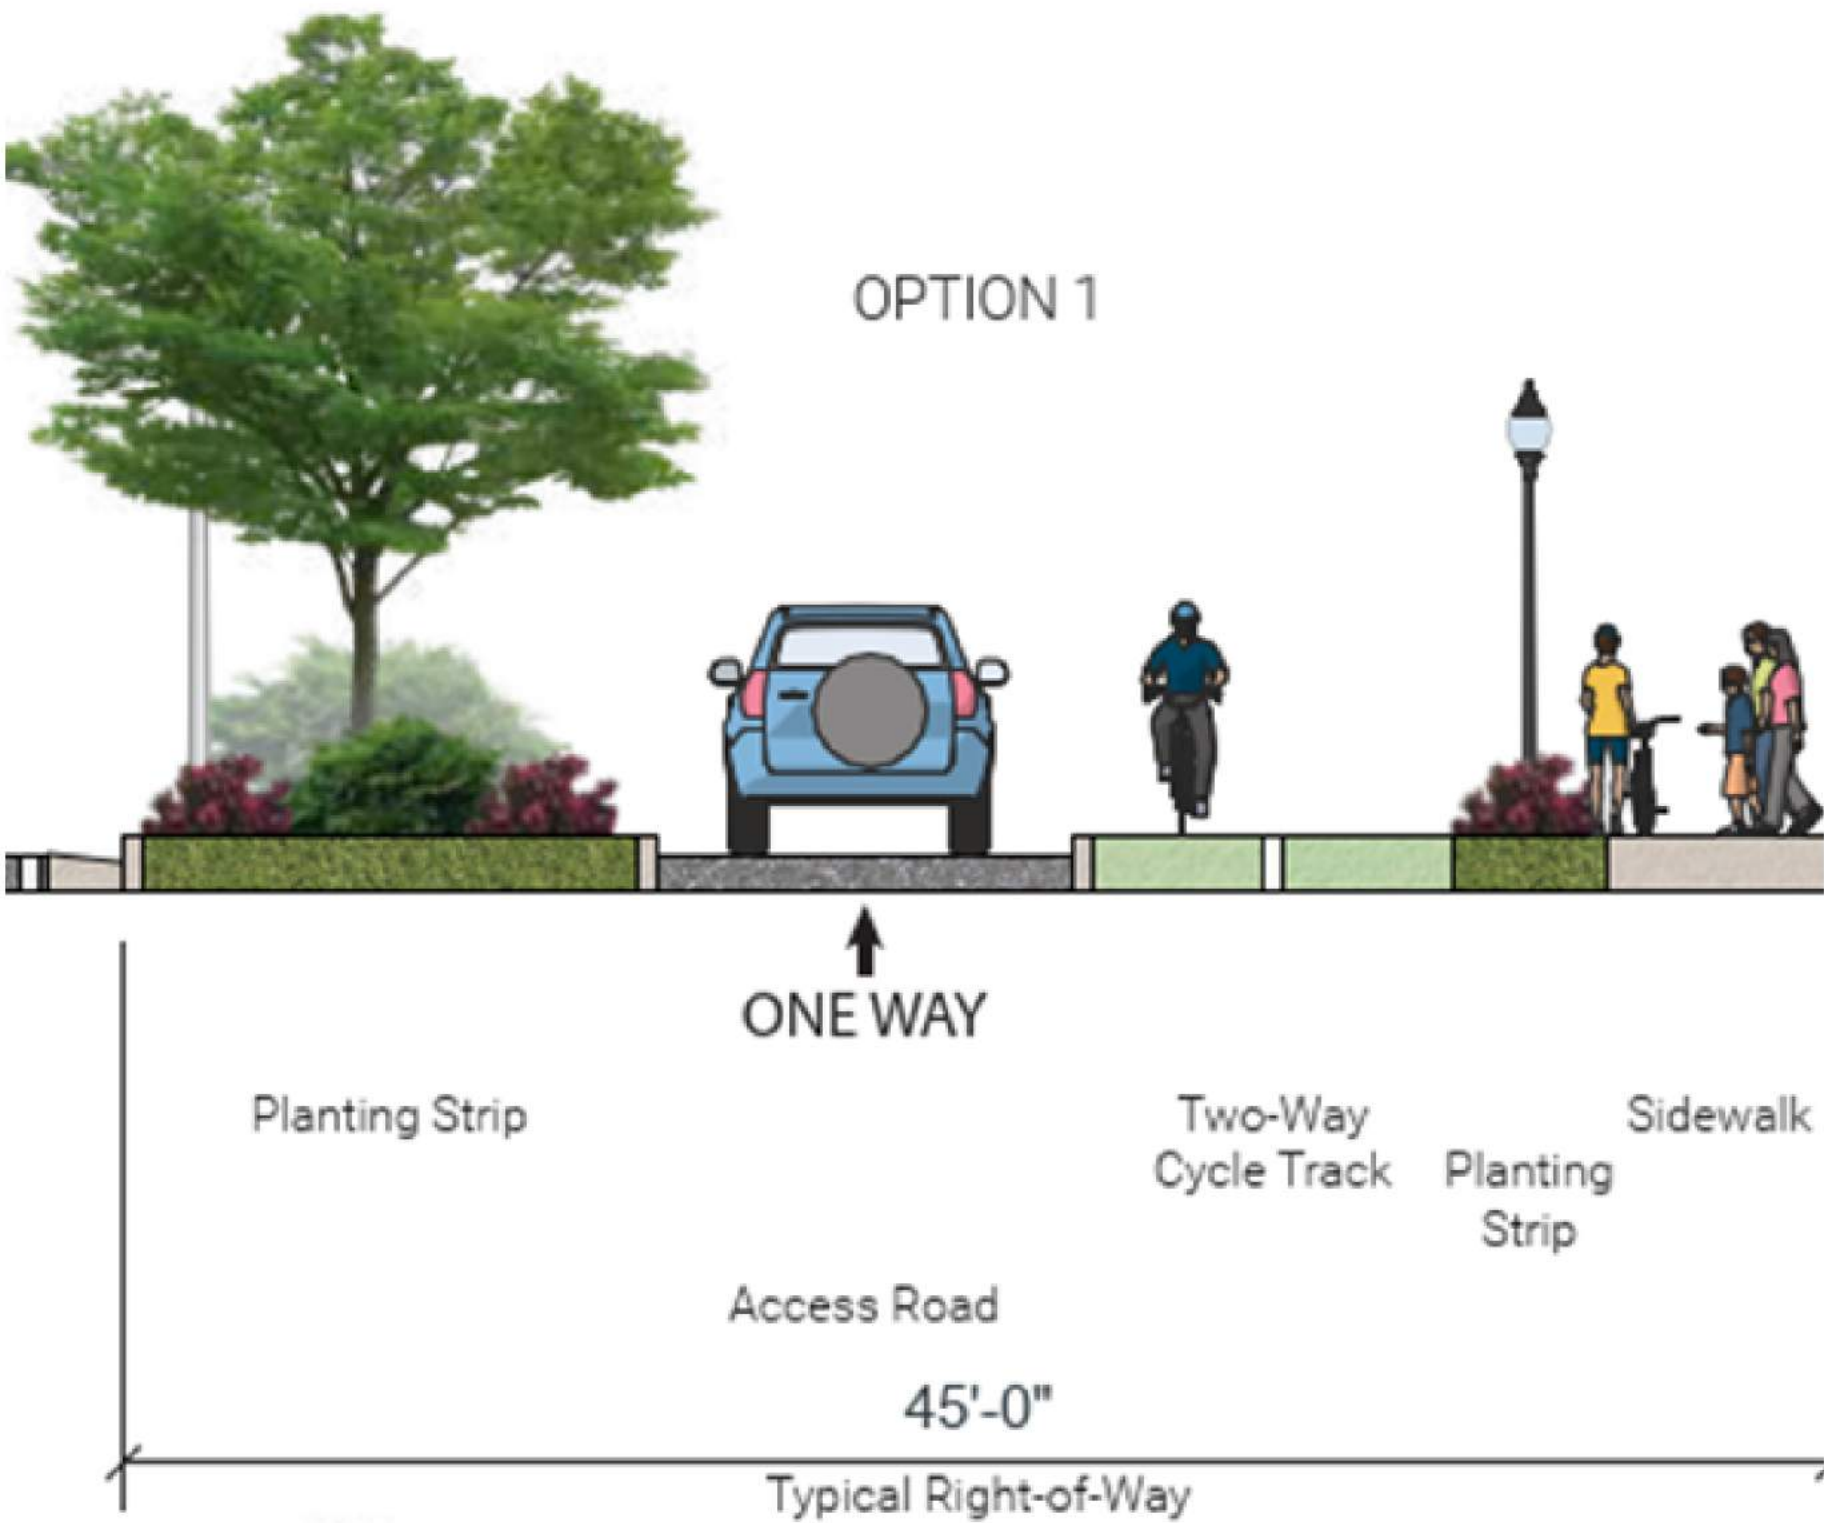 OPTION 1
ONE WAY
Planting Strip
Two-Way
Cycle Track
Sidewalk
Planting
Strip
Access Road
45'-0"
Typical Right-of-Way